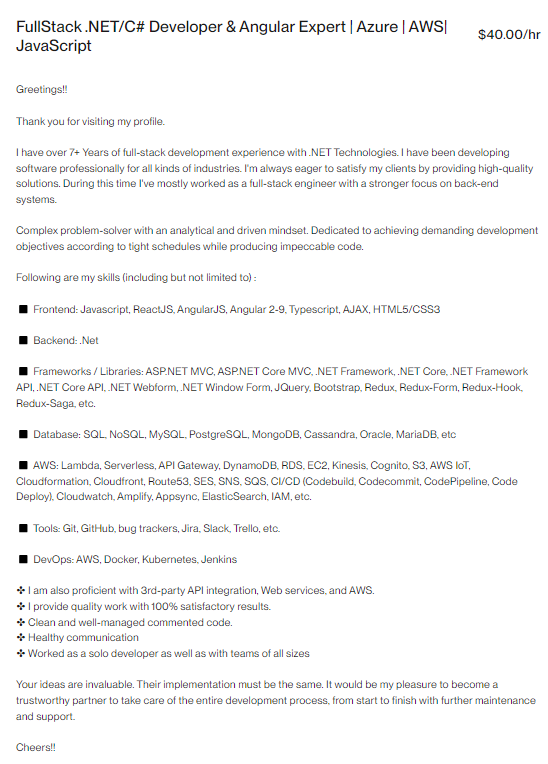 FullStack .NET/C# Developer & Angular Expert | Azure | AWS|
JavaScript
$40.00/hr
Greetings!!
Thank you for visiting my profile.
I have over 7+ Years of full-stack development experience with .NET Technologies. I have been developing
software professionally for all kinds of industries. I'm always eager to satisfy my clients by providing high-quality
solutions. During this time I've mostly worked as a full-stack engineer with a stronger focus on back-end
systems.
Complex problem-solver with an analytical and driven mindset. Dedicated to achieving demanding development
objectives according to tight schedules while producing impeccable code.
Following are my skills (including but not limited to) :
■ Frontend: Javascript, ReactJS, AngularJS, Angular 2-9, Typescript, AJAX, HTML5/CSS3
■ Backend: .Net
■ Frameworks / Libraries: ASP.NET MVC, ASP.NET Core MVC, .NET Framework, .NET Core, .NET Framework
API, .NET Core API, .NET Webform, .NET Window Form, JQuery, Bootstrap, Redux, Redux-Form, Redux-Hook,
Redux-Saga, etc.
■ Database: SQL, NoSQL, MySQL, PostgreSQL, MongoDB, Cassandra, Oracle, MariaDB, etc
■ AWS: Lambda, Serverless, API Gateway, DynamoDB, RDS, EC2, Kinesis, Cognito, S3, AWS IoT,
Cloudformation, Cloudfront, Route53, SES, SNS, SQS, CI/CD (Codebuild, Codecommit, CodePipeline, Code
Deploy), Cloudwatch, Amplify, Appsync, ElasticSearch, IAM, etc.
■ Tools: Git, GitHub, bug trackers, Jira, Slack, Trello, etc.
■ DevOps: AWS, Docker, Kubernetes, Jenkins
✣ I am also proficient with 3rd-party API integration, Web services, and AWS.
✣ I provide quality work with 100% satisfactory results.
✣ Clean and well-managed commented code.
✣ Healthy communication
✣ Worked as a solo developer as well as with teams of all sizes
Your ideas are invaluable. Their implementation must be the same. It would be my pleasure to become a
trustworthy partner to take care of the entire development process, from start to finish with further maintenance
and support.
Cheers!!